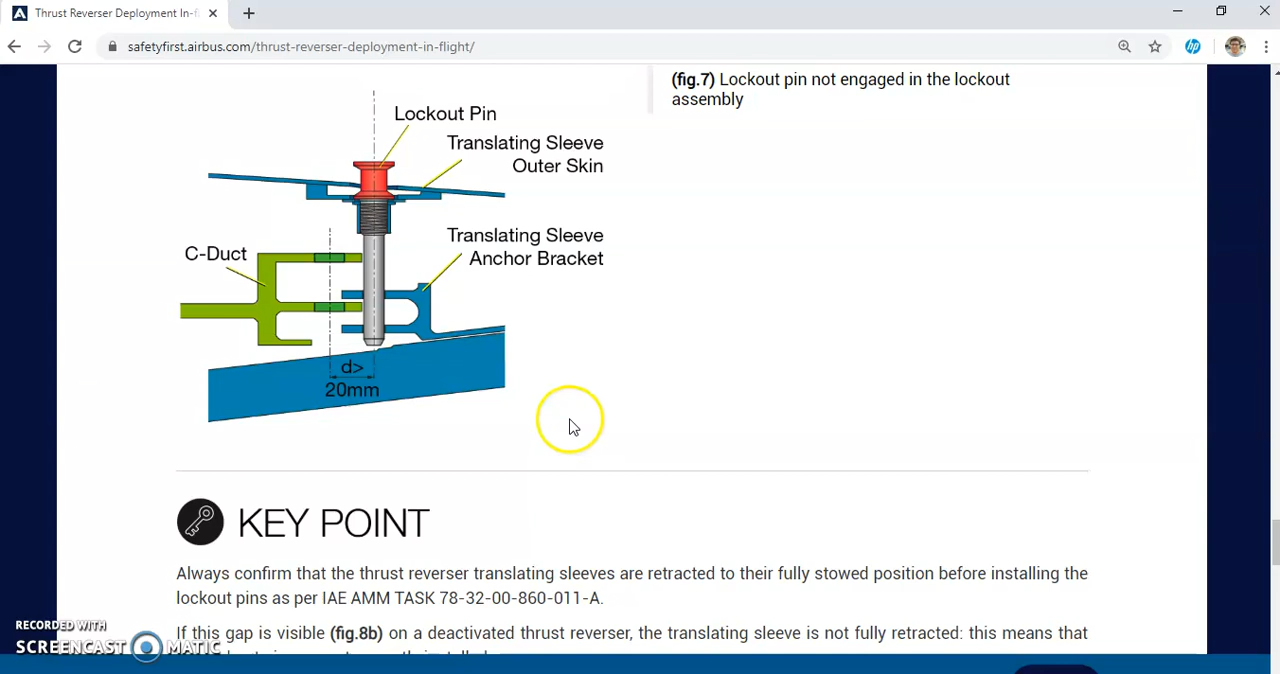 Thrust Reverser Deployment In-fl
safetyfirst.airbus.com/thrust-reverser-deployment-in-flight/
(fig.7) Lockout pin not engaged in the lockout
assembly
Lockout Pin
Translating Sleeve
Outer Skin
C-Duct
Translating Sleeve
Anchor Bracket
d>
20mm
KEY POINT
Always confirm that the thrust reverser translating sleeves are retracted to their fully stowed position before installing the
lockout pins as per IAE AMM TASK 78-32-00-860-011-A.
If this gap is visible (fig.8b) on a deactivated thrust reverser, the translating sleeve is not fully retracted: this means that
RECORDED WITH
SCREENCAST MATIC
hp